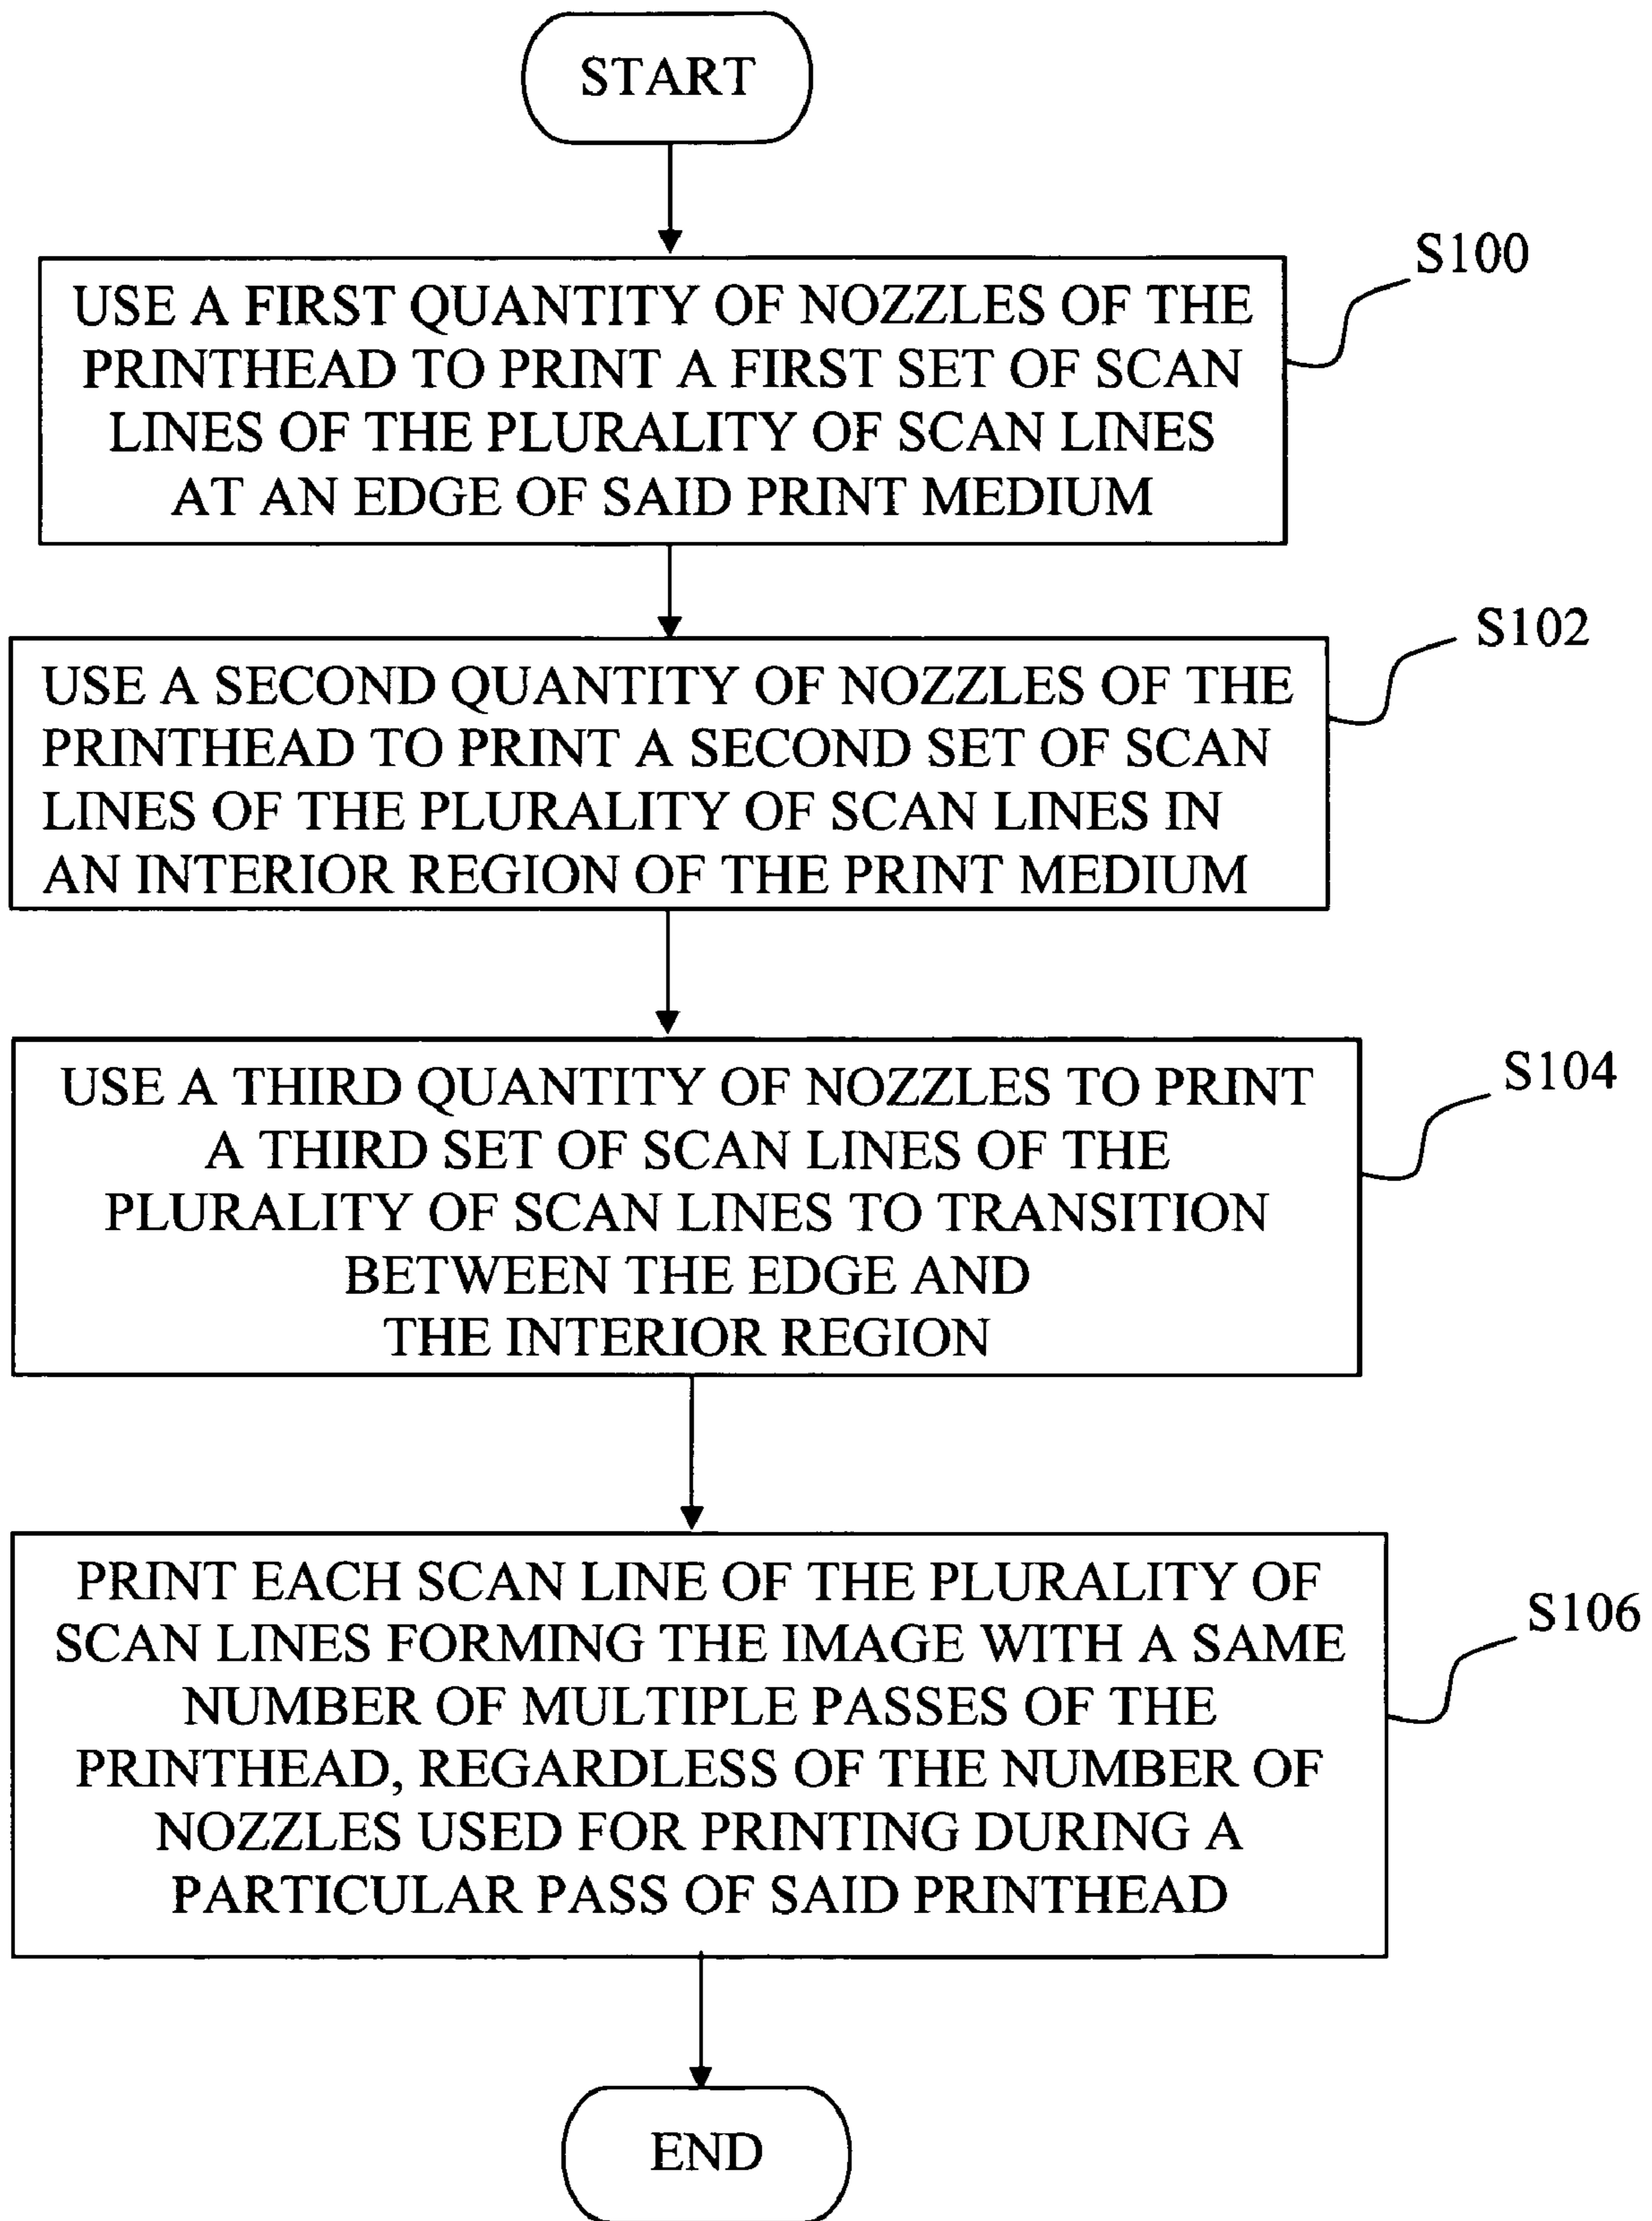 START
S100
USE A FIRST QUANTITY OF NOZZLES OF THE
PRINTHEAD TO PRINT A FIRST SET OF SCAN
LINES OF THE PLURALITY OF SCAN LINES
AT AN EDGE OF SAID PRINT MEDIUM
S102
USE A SECOND QUANTITY OF NOZZLES OF THE
PRINTHEAD TO PRINT A SECOND SET OF SCAN
LINES OF THE PLURALITY OF SCAN LINES IN
AN INTERIOR REGION OF THE PRINT MEDIUM
S104
USE A THIRD QUANTITY OF NOZZLES TO PRINT
A THIRD SET OF SCAN LINES OF THE
PLURALITY OF SCAN LINES TO TRANSITION
BETWEEN THE EDGE AND
THE INTERIOR REGION
S106
PRINT EACH SCAN LINE OF THE PLURALITY OF
SCAN LINES FORMING THE IMAGE WITH A SAME
NUMBER OF MULTIPLE PASSES OF THE
PRINTHEAD, REGARDLESS OF THE NUMBER OF
NOZZLES USED FOR PRINTING DURING A
PARTICULAR PASS OF SAID PRINTHEAD
END